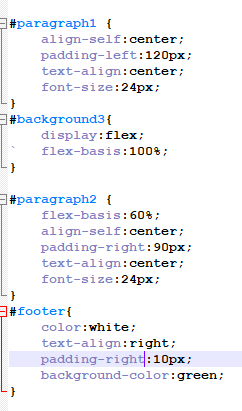 #paragraph1 {
align-self:center;
padding-left:120px;
text-align:center;
font-size:24px;
}
#background3{
display:flex;
` flex-basis:100%;
}
#paragraph2 {
flex-basis:60%;
align-self:center;
padding-right:90px;
text-align:center;
font-size:24px;
}
#footer{
color:white;
text-align:right;
padding-right:10px;
background-color:green;
}